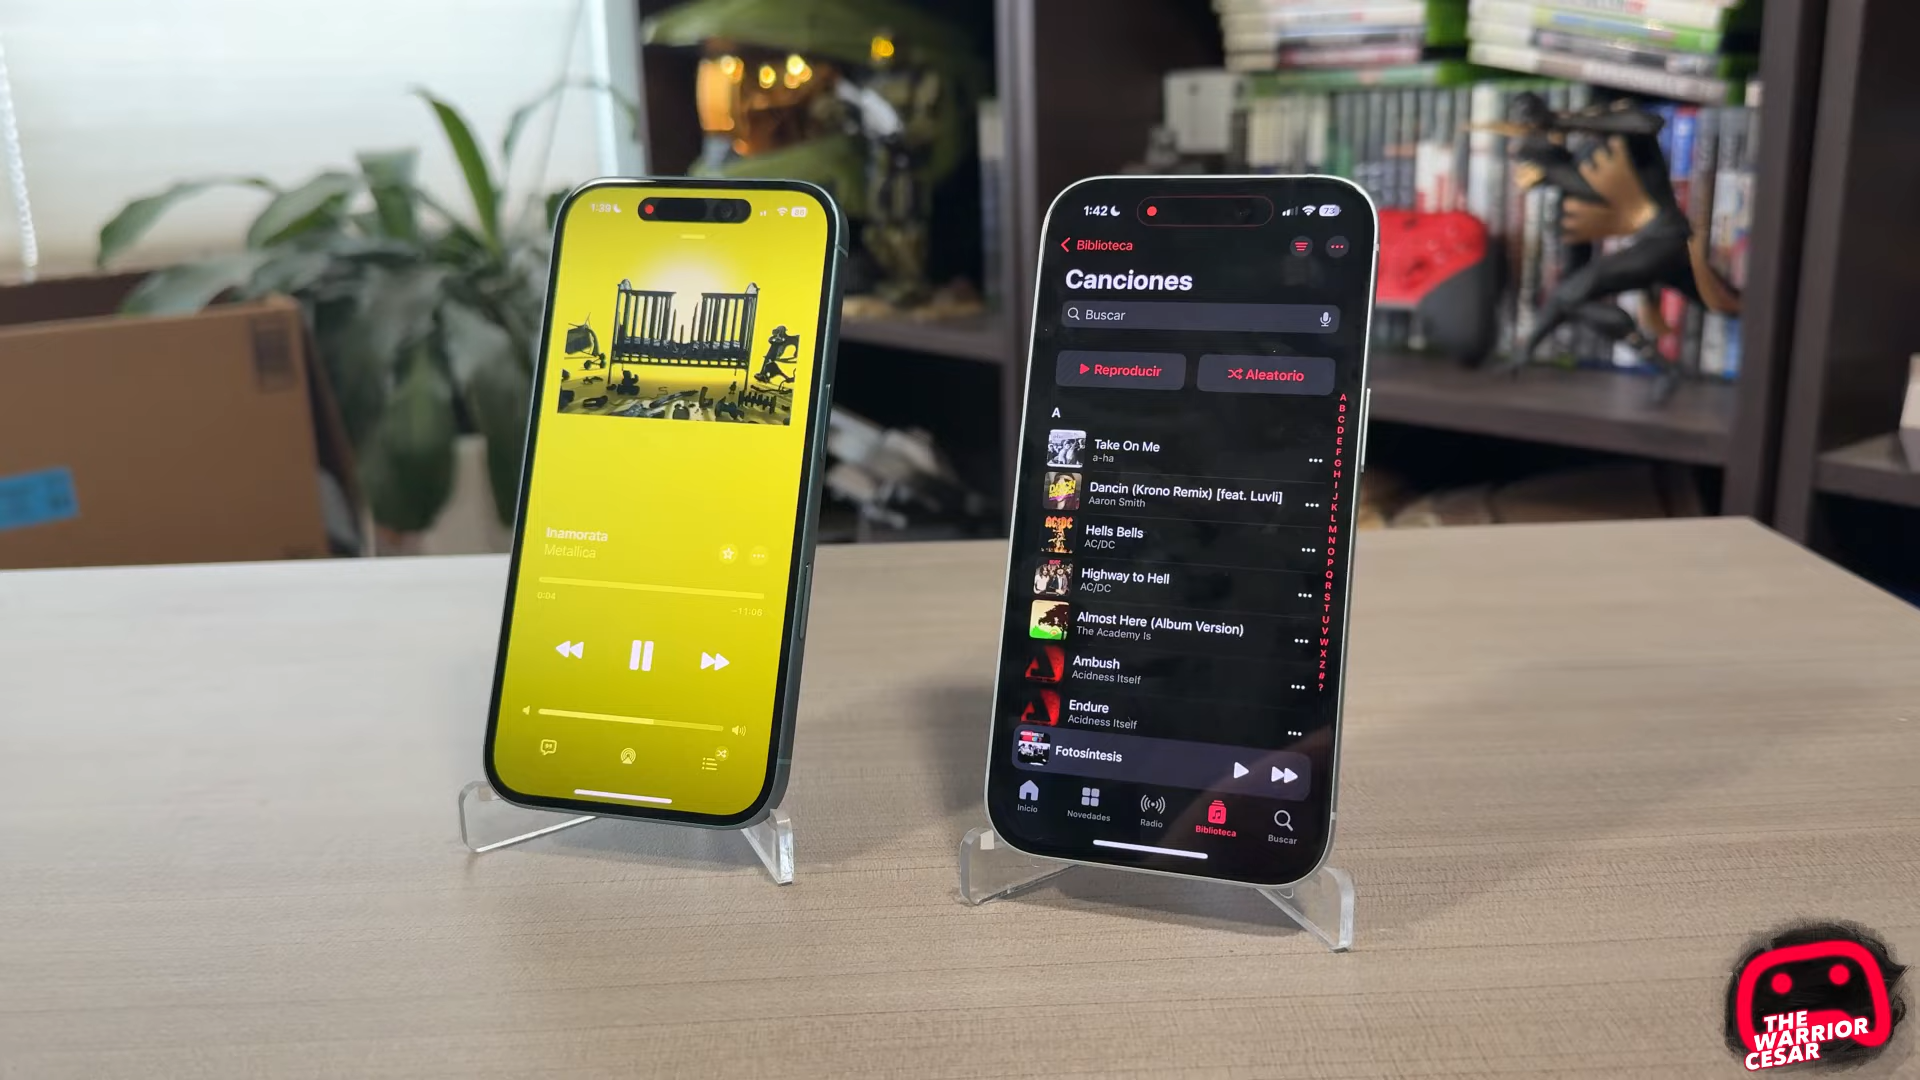 1:39
Inamorata
Metallica
0:04
-11:06
1:42
73
Biblioteca
Canciones
Buscar
Reproducir
Aleatorio
A
Take On Me
a-ha
Dancin (Krono Remix) [feat. Luvli]
Aaron Smith
Hells Bells
AC/DC
Highway to Hell
AC/DC
Almost Here (Album Version)
The Academy Is
Ambush
Acidness Itself
Endure
Acidness Itself
Fotosíntesis
Inicio
Novedades
Radio
Biblioteca
Buscar
A
B
C
D
E
F
G
H
I
J
K
L
M
N
O
P
Q
R
S
T
U
V
W
X
Z
#
?
THE
WARRIOR
CESAR